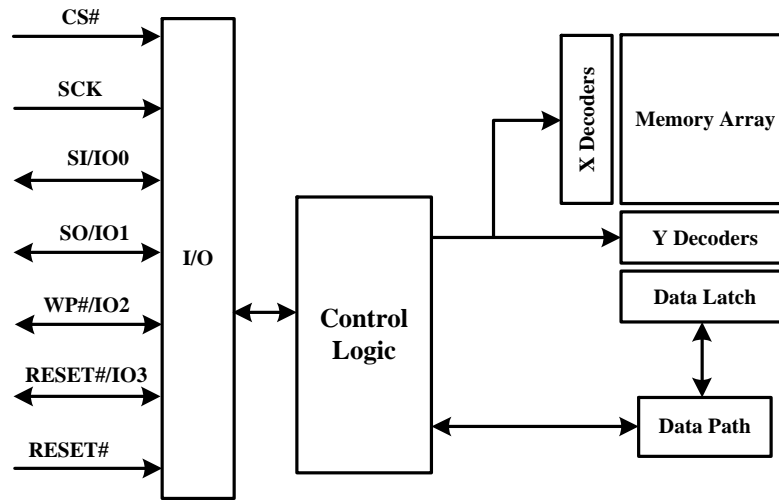 CS#
SCK
SI/IO0
SO/IO1
WP#/IO2
RESET#/IO3
RESET#
I/O
Control
Logic
X Decoders
Memory Array
Y Decoders
Data Latch
Data Path